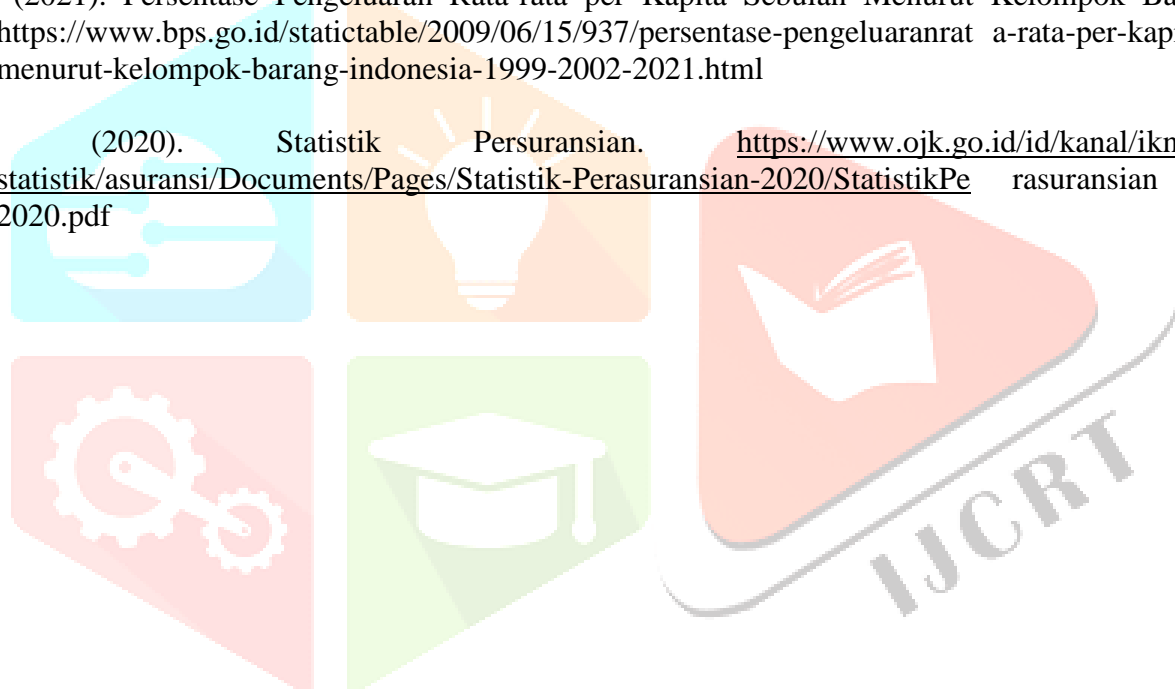 (2021). Persentase Pengeluaran Rata-rata per Kapita Sebulan Menurut Kelompok Ba
https://www.bps.go.id/statictable/2009/06/15/937/persentase-pengeluaranrat a-rata-per-kapi
menurut-kelompok-barang-indonesia-1999-2002-2021.html
(2020). Statistik Persuransian. https://www.ojk.go.id/id/kanal/ikn
statistik/asuransi/Documents/Pages/Statistik-Perasuransian-2020/StatistikPe rasuransian
2020.pdf
IJCRT